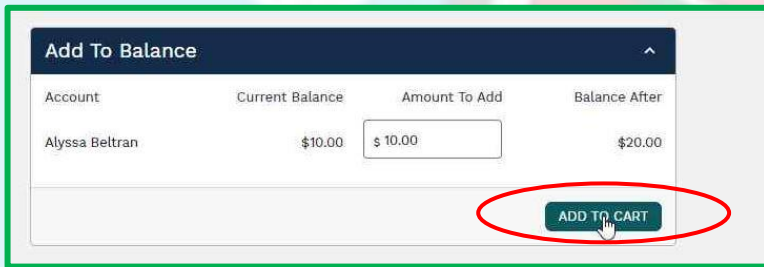 Add To Balance
Account Current Balance Amount To Add Balance After
Alyssa Beltran $10.00 $ 10.00 $20.00
ADD TO CART